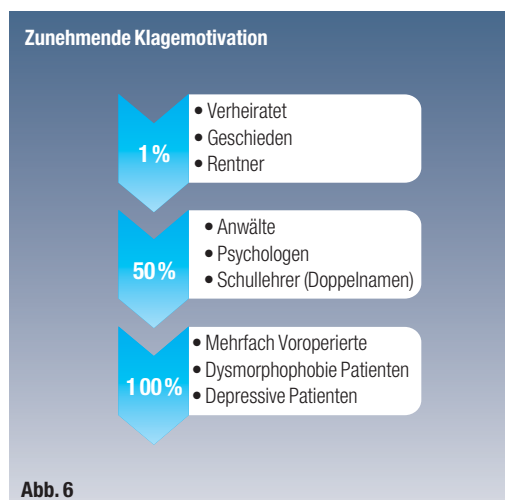 Zunehmende Klagemotivation
1%
• Verheiratet
• Geschieden
• Rentner
50%
• Anwälte
• Psychologen
• Schullehrer (Doppelnamen)
100%
• Mehrfach Voroperierte
• Dysmorphophobie Patienten
• Depressive Patienten
Abb. 6